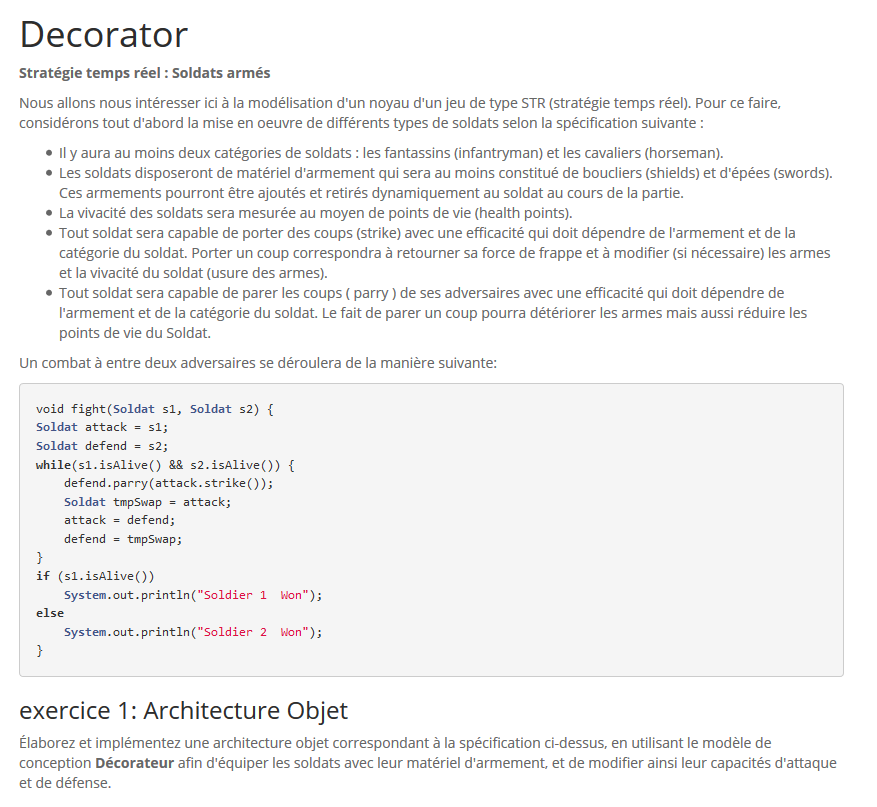 Decorator
Stratégie temps réel : Soldats armés
Nous allons nous intéresser ici à la modélisation d'un noyau d'un jeu de type STR (stratégie temps réel). Pour ce faire,
considérons tout d'abord la mise en oeuvre de différents types de soldats selon la spécification suivante :
• Il y aura au moins deux catégories de soldats : les fantassins (infantryman) et les cavaliers (horseman).
• Les soldats disposeront de matériel d'armement qui sera au moins constitué de boucliers (shields) et d'épées (swords).
Ces armements pourront être ajoutés et retirés dynamiquement au soldat au cours de la partie.
• La vivacité des soldats sera mesurée au moyen de points de vie (health points).
• Tout soldat sera capable de porter des coups (strike) avec une efficacité qui doit dépendre de l'armement et de la
catégorie du soldat. Porter un coup correspondra à retourner sa force de frappe et à modifier (si nécessaire) les armes
et la vivacité du soldat (usure des armes).
• Tout soldat sera capable de parer les coups ( parry ) de ses adversaires avec une efficacité qui doit dépendre de
l'armement et de la catégorie du soldat. Le fait de parer un coup pourra détériorer les armes mais aussi réduire les
points de vie du Soldat.
Un combat à entre deux adversaires se déroulera de la manière suivante:
void fight(Soldat s1, Soldat s2) {
Soldat attack = s1;
Soldat defend = s2;
while(s1.isAlive() && s2.isAlive()) {
    defend.parry(attack.strike());
    Soldat tmpSwap = attack;
    attack = defend;
    defend = tmpSwap;
}
if (s1.isAlive())
    System.out.println("Soldier 1  Won");
else
    System.out.println("Soldier 2  Won");
}
exercice 1: Architecture Objet
Élaborez et implémentez une architecture objet correspondant à la spécification ci-dessus, en utilisant le modèle de
conception Décorateur afin d'équiper les soldats avec leur matériel d'armement, et de modifier ainsi leur capacités d'attaque
et de défense.